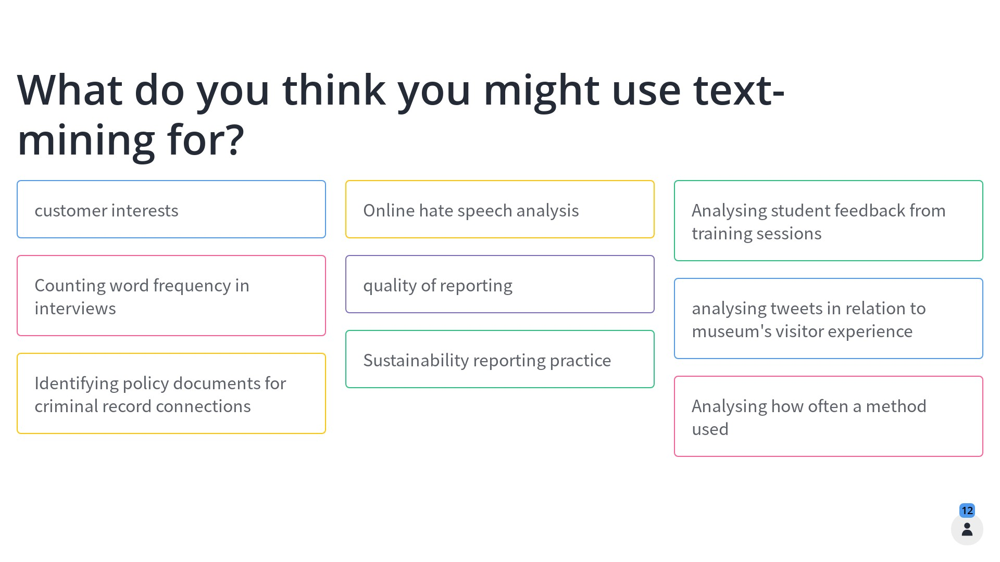 What do you think you might use text-
mining for?
customer interests
Counting word frequency in
interviews
Identifying policy documents for
criminal record connections
Online hate speech analysis
quality of reporting
Sustainability reporting practice
Analysing student feedback from
training sessions
analysing tweets in relation to
museum's visitor experience
Analysing how often a method
used
12